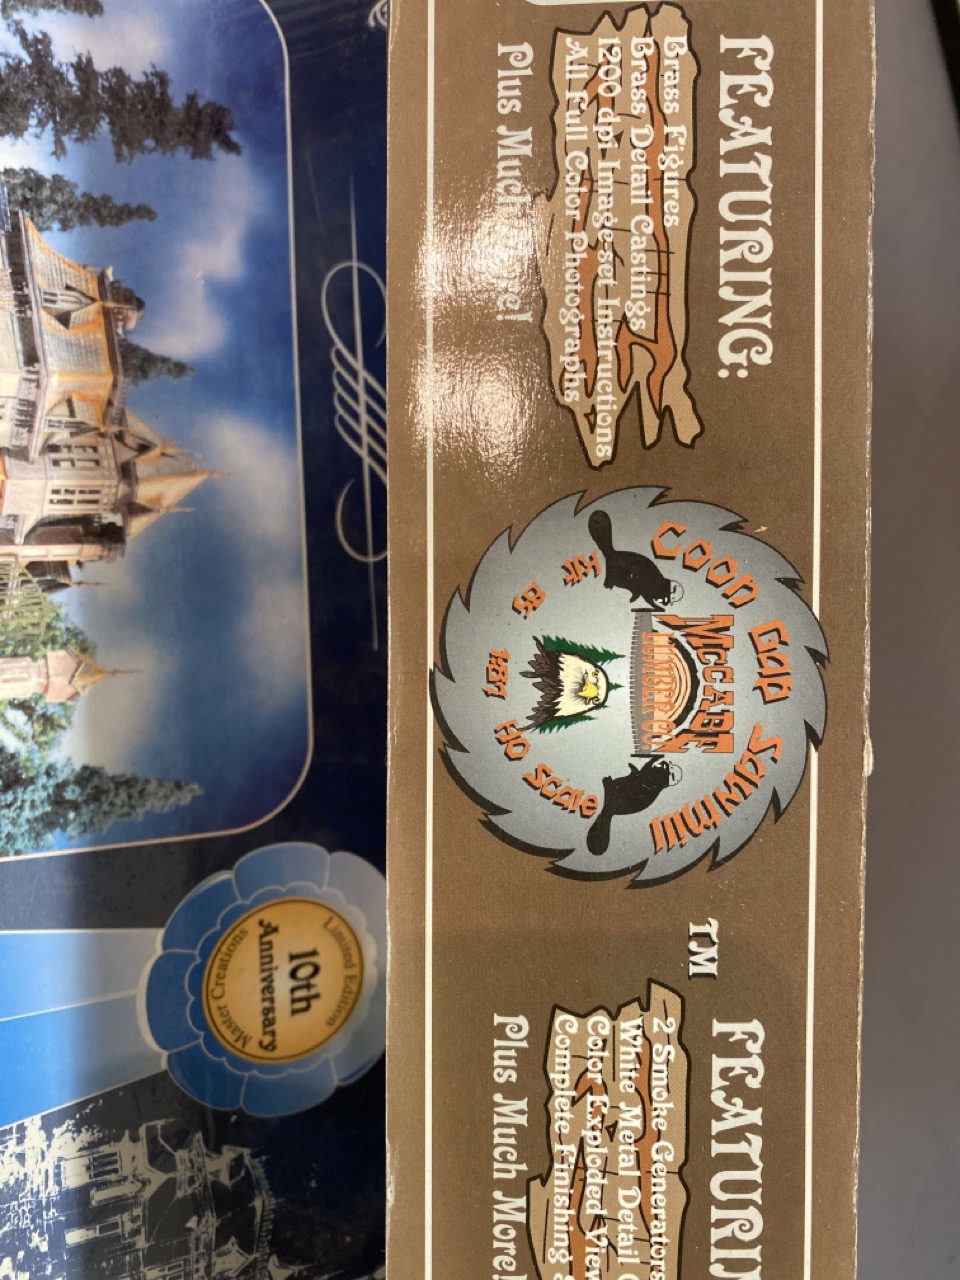 FEATURING:
Brass Figures
Brass Detail Castings
1200 dpi Image-set Instructions
All Full Color Photographs
Plus Much More!
Coon Gap Sawmill
McCABE
LUMBER CO.
1:87 HO Scale
TM
2 Smoke Generators
White Metal Detail
Color Exploded View
Complete Finishing
Plus Much More!
Limited Edition
10th
Anniversary
Master Creations